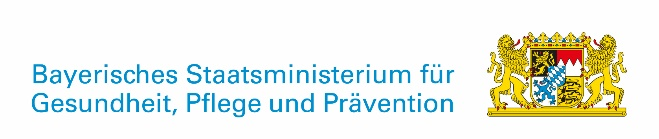 Bayerisches Staatsministerium für
Gesundheit, Pflege und Prävention